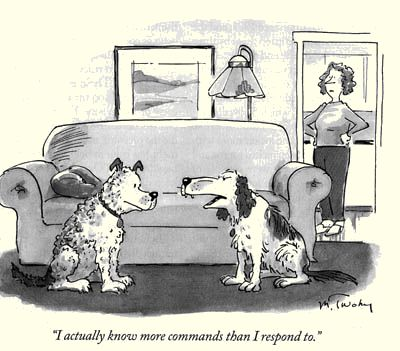 M. Twohy
"I actually know more commands than I respond to."